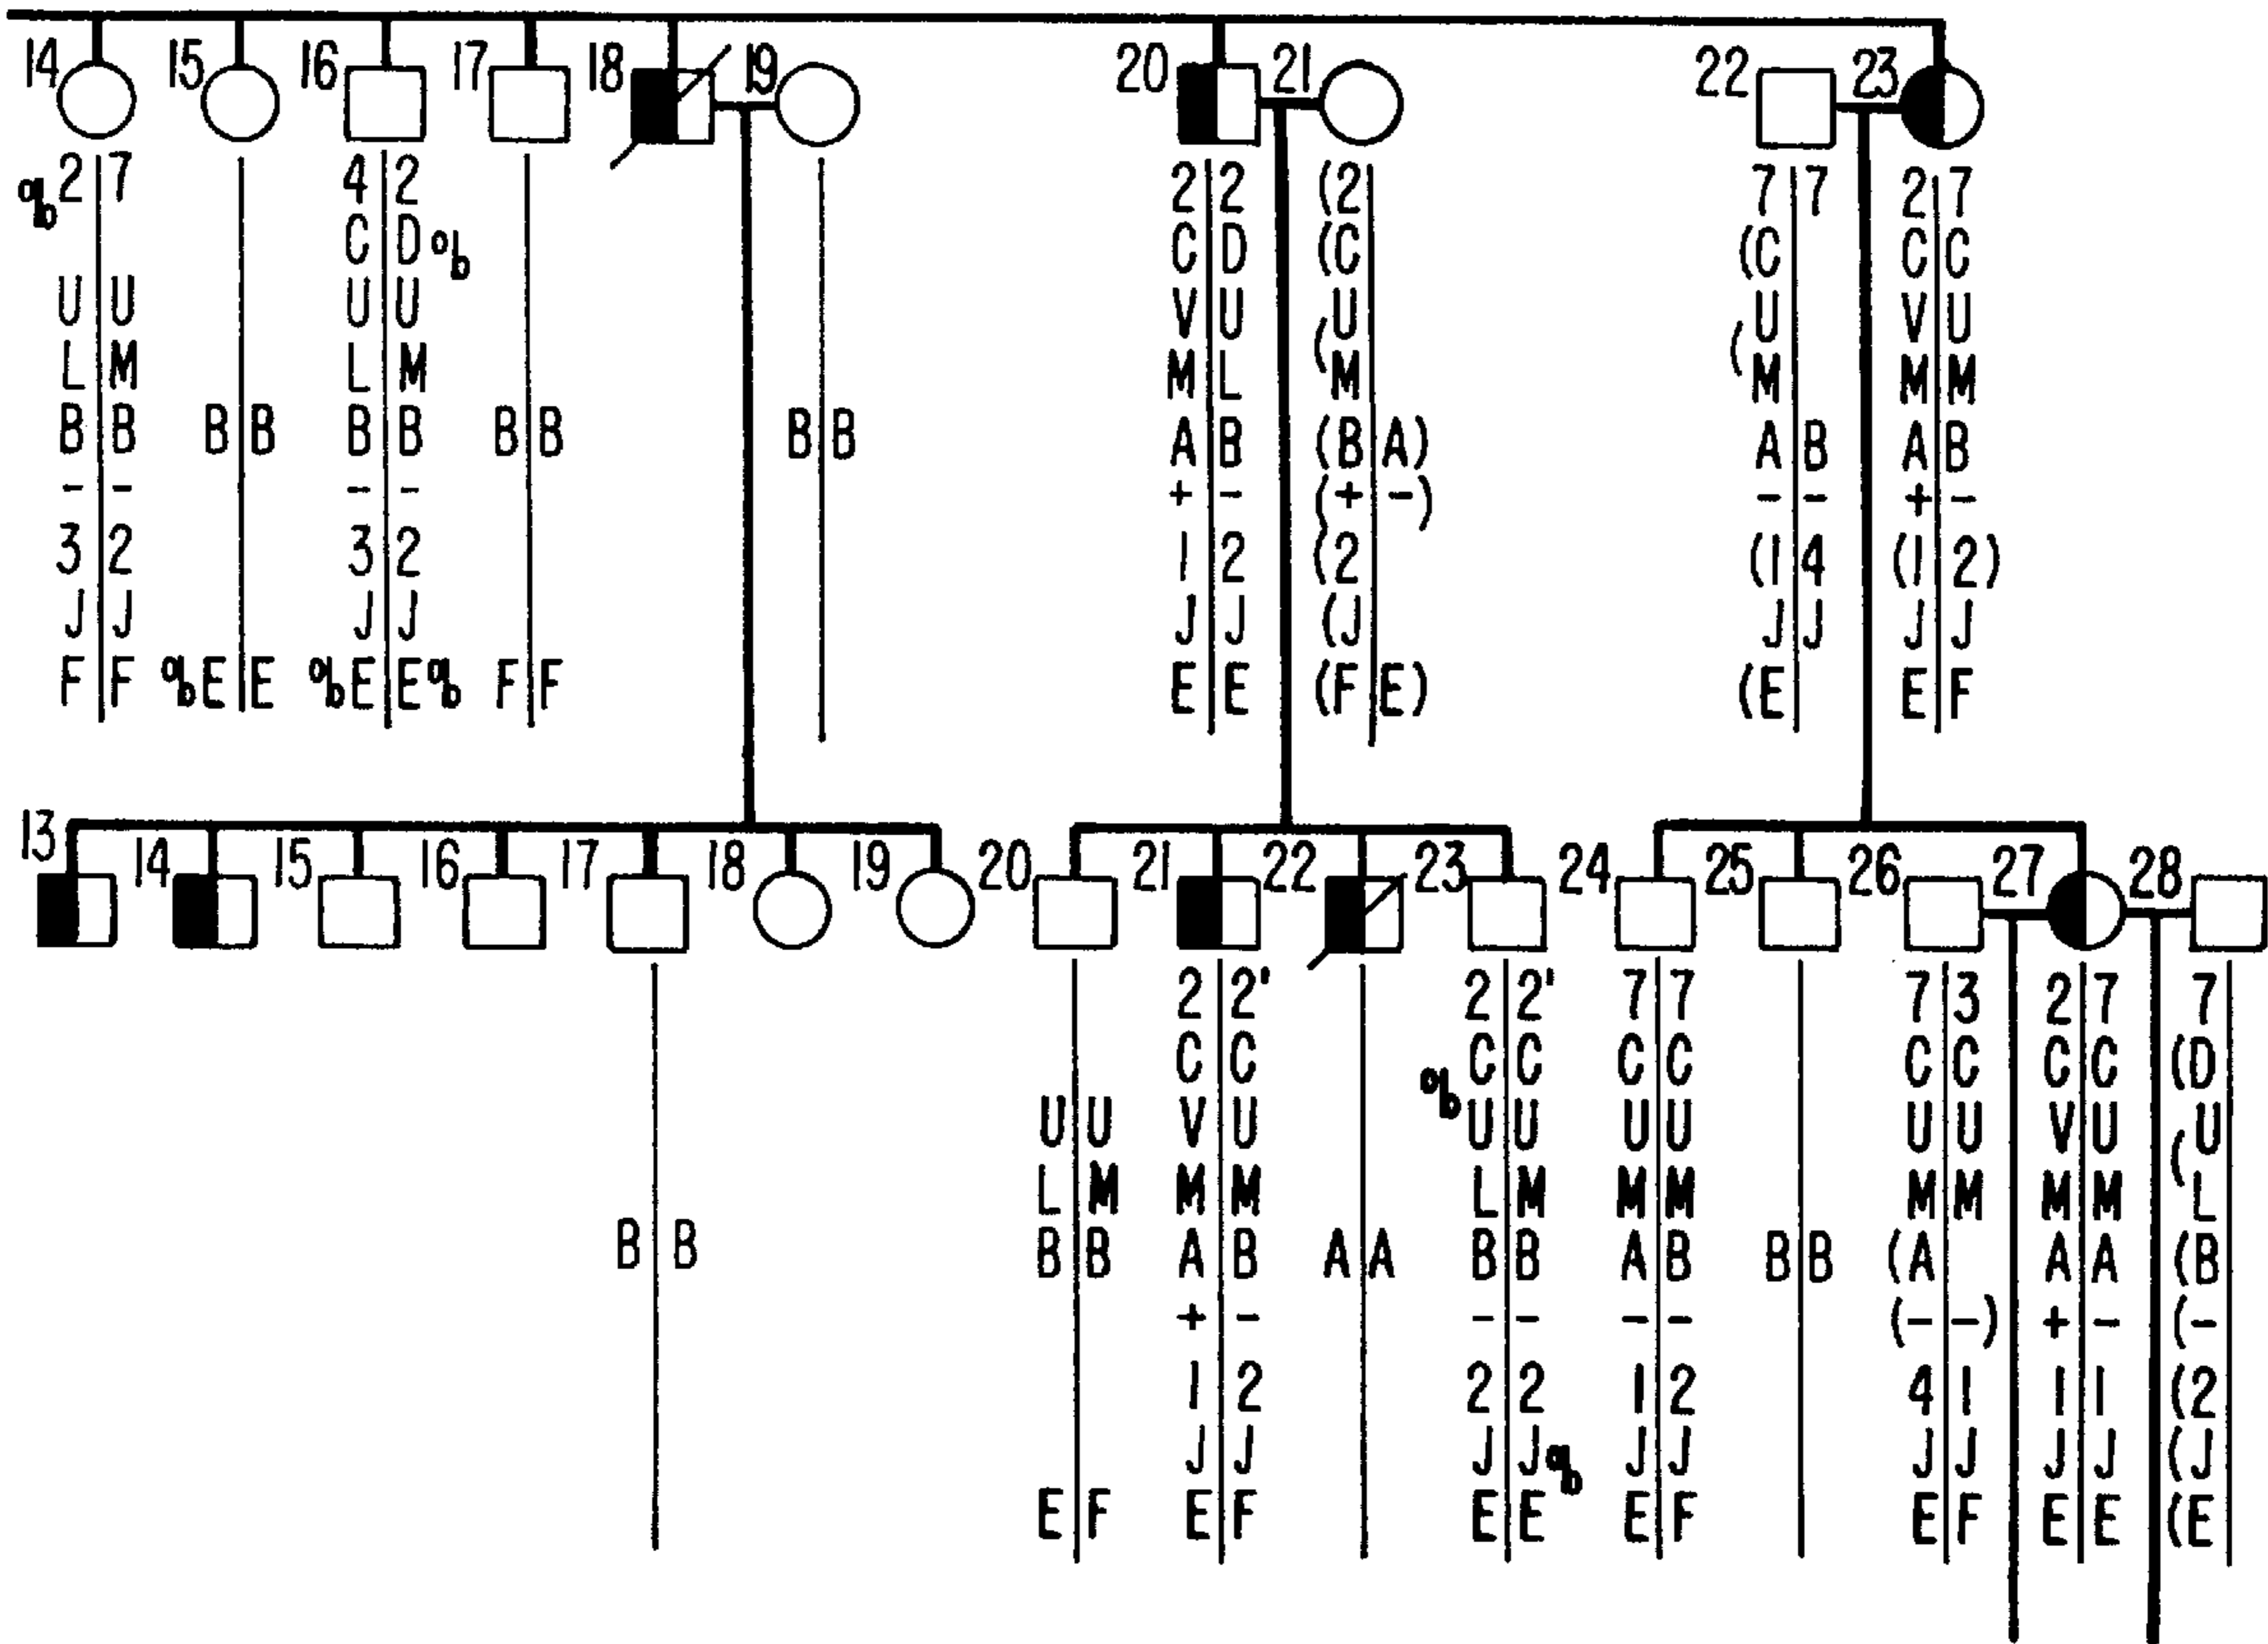 14 15 16 17 18 19 20 21 22 23
2 7 4 2 2 2 (2 7 7 2 7
C D C D (C (C C C
U U U U V U (U (U V U
L M L M M L M M M M
B B B B B B B B B B A B (B A) A B A B
- - - - + - (+ -) - - + -
3 2 3 2 1 2 (2 (1 4 (1 2)
J J J J J J (J J J J J
F F E E E E F F E E (F E) (E E F
13 14 15 16 17 18 19 20 21 22 23 24 25 26 27 28
2 2' 2 2' 7 7 7 3 2 7 7
C C C C C C C C C C (D
U U V U U U U U U U V U (U
L M M M L M M M M M M M L
B B B B A B A A B B A B B B (A A A (B
+ - - - - - (- -) + - (-
1 2 2 2 1 2 4 1 1 1 (2
J J J J J J J J J J (J
E F E F E E E F E F E E (E